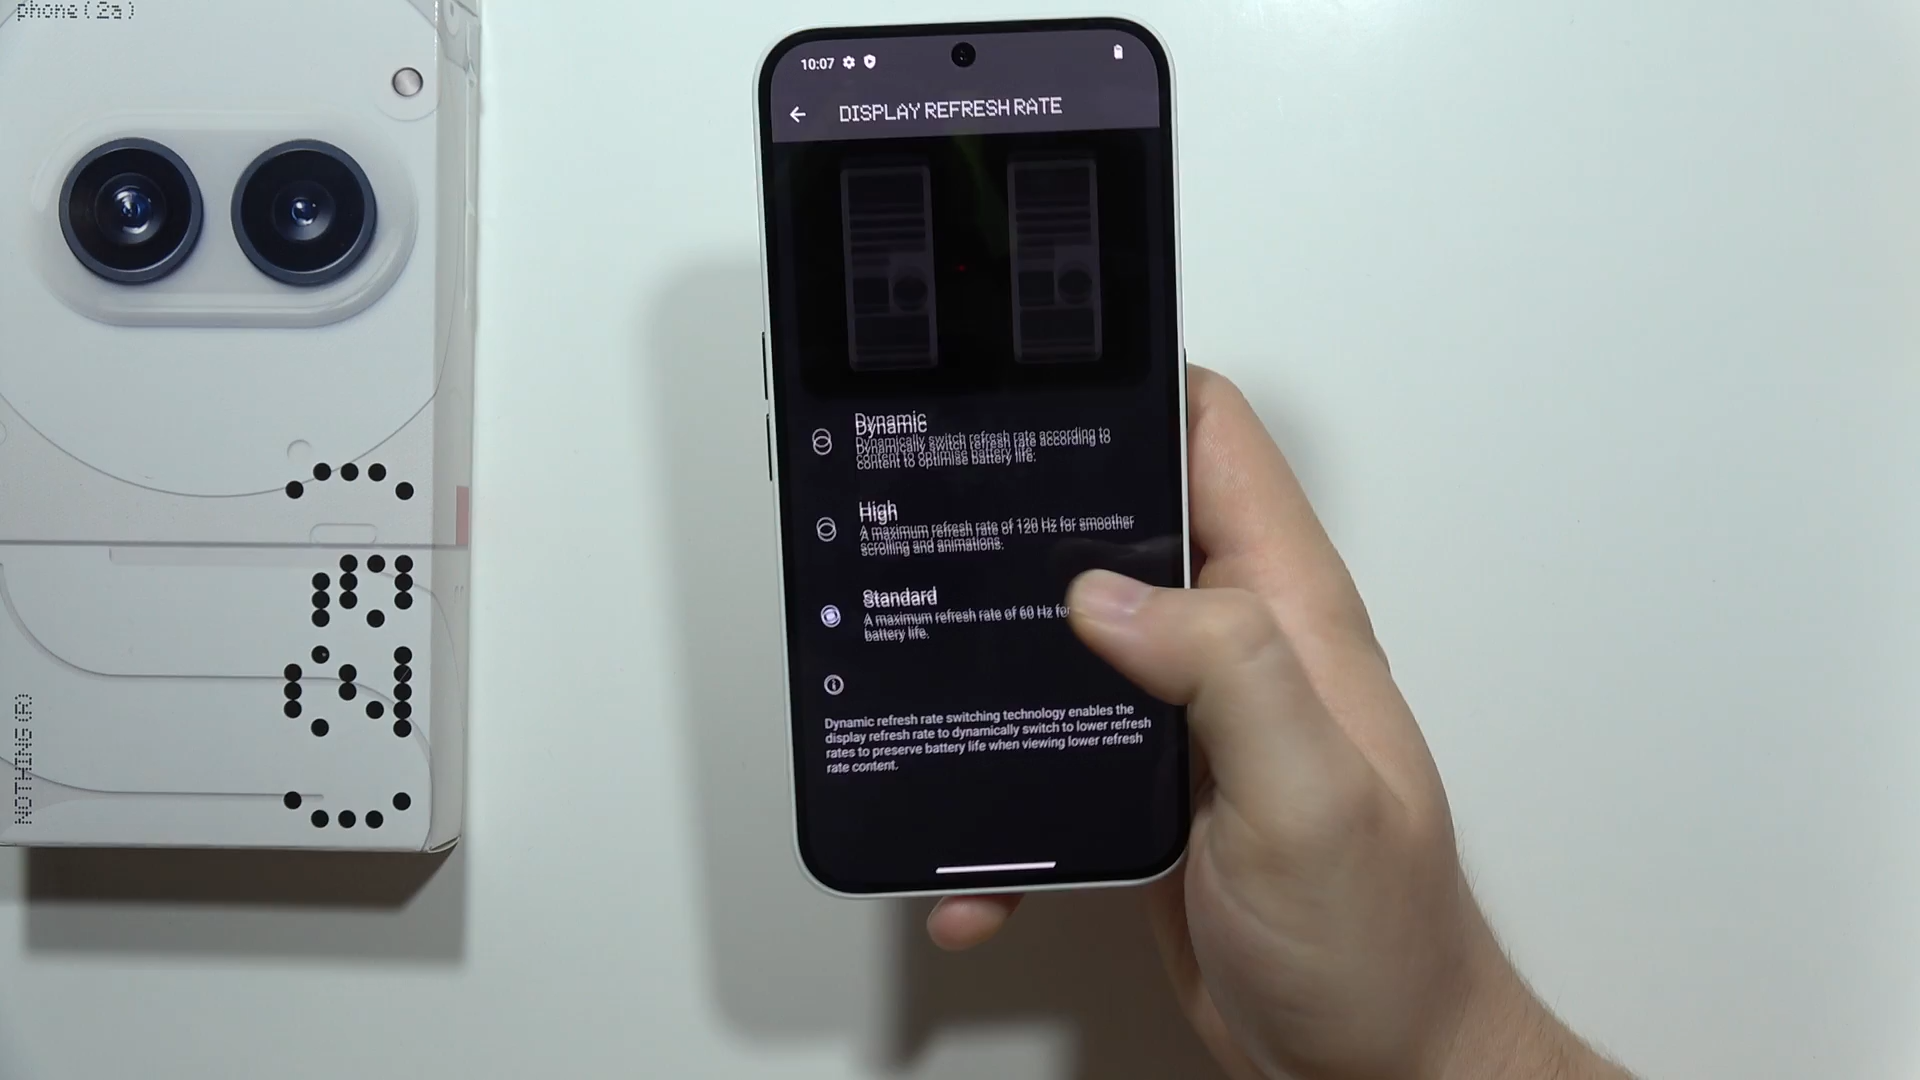 phone(2a)
NOTHING (R)
10:07
DISPLAY REFRESH RATE
Dynamic
Dynamically switch refresh rate according to
content to optimise battery life.
High
A maximum refresh rate of 120 Hz for smoother
scrolling and animations.
Standard
A maximum refresh rate of 60 Hz for
battery life.
Dynamic refresh rate switching technology enables the
display refresh rate to dynamically switch to lower refresh
rates to preserve battery life when viewing lower refresh
rate content.